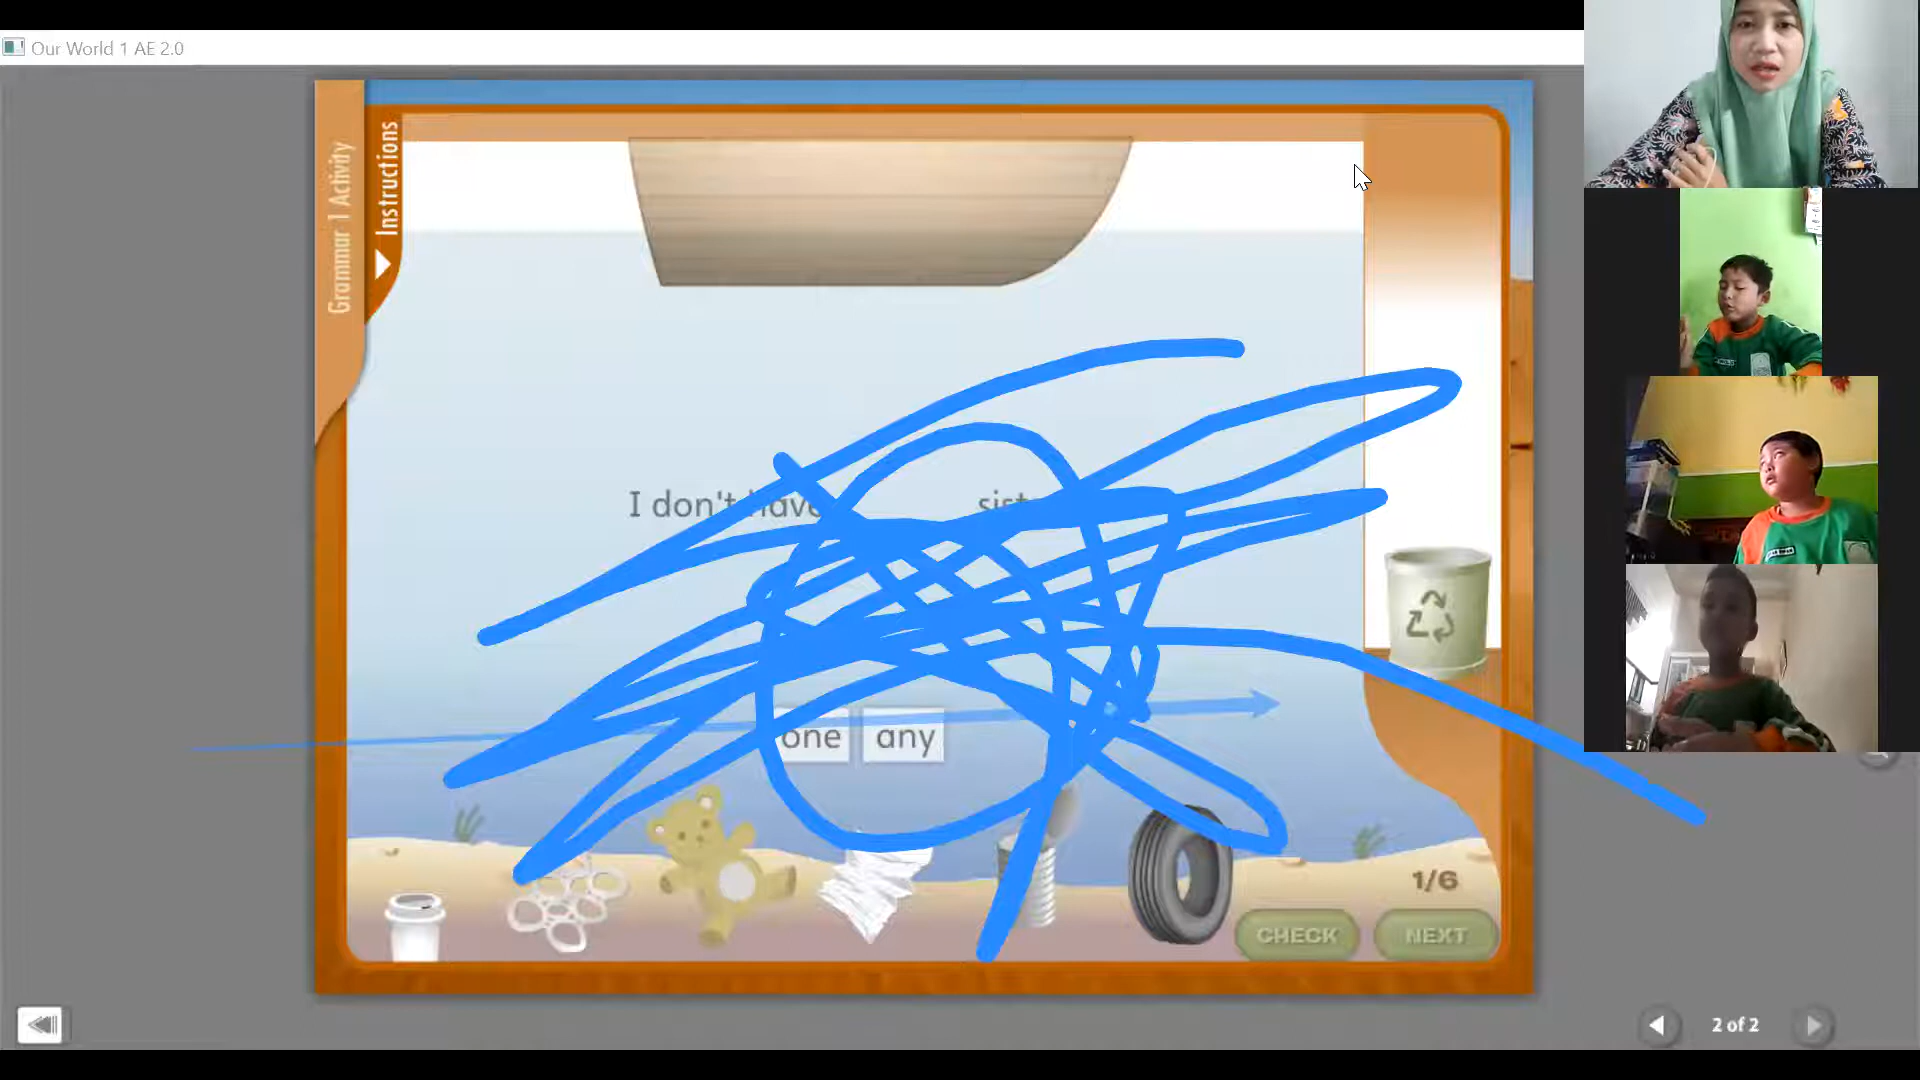 Our World 1 AE 2.0
Grammar 1 Activity
Instructions
I don't have
one any
1/6
CHECK NEXT
2 of 2